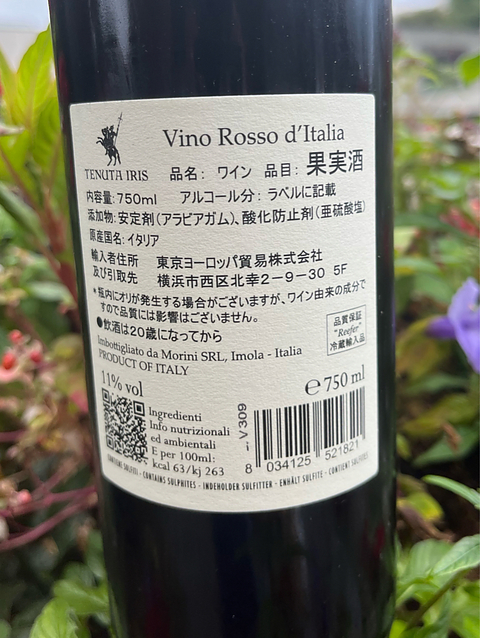 Vino Rosso d'Italia
TENUTA IRIS
品名: ワイン 品目: 果実酒
内容量: 750ml アルコール分: ラベルに記載
添加物: 安定剤(アラビアガム)、酸化防止剤(亜硫酸塩)
原産国名: イタリア
輸入者住所 東京ヨーロッパ貿易株式会社
及び引取先 横浜市西区北幸2-9-30 5F
*瓶内にオリが発生する場合がございますが、ワイン由来の成分で
すので品質には影響はございません。
●飲酒は20歳になってから
品質保証
"Reefer"
冷蔵輸入品
Imbottigliato da Morini SRL, Imola - Italia
PRODUCT OF ITALY
11% vol
℮ 750 ml
Ingredienti
Info nutrizionali
ed ambientali
E per 100ml:
kcal 63/kj 263
- V 309
8 034125 521821
CONTIENE SOLFITI - CONTAINS SULPHITES - INDEHOLDER SULFITTER - ENHÄLT SULFITE - CONTIENT SULFITES